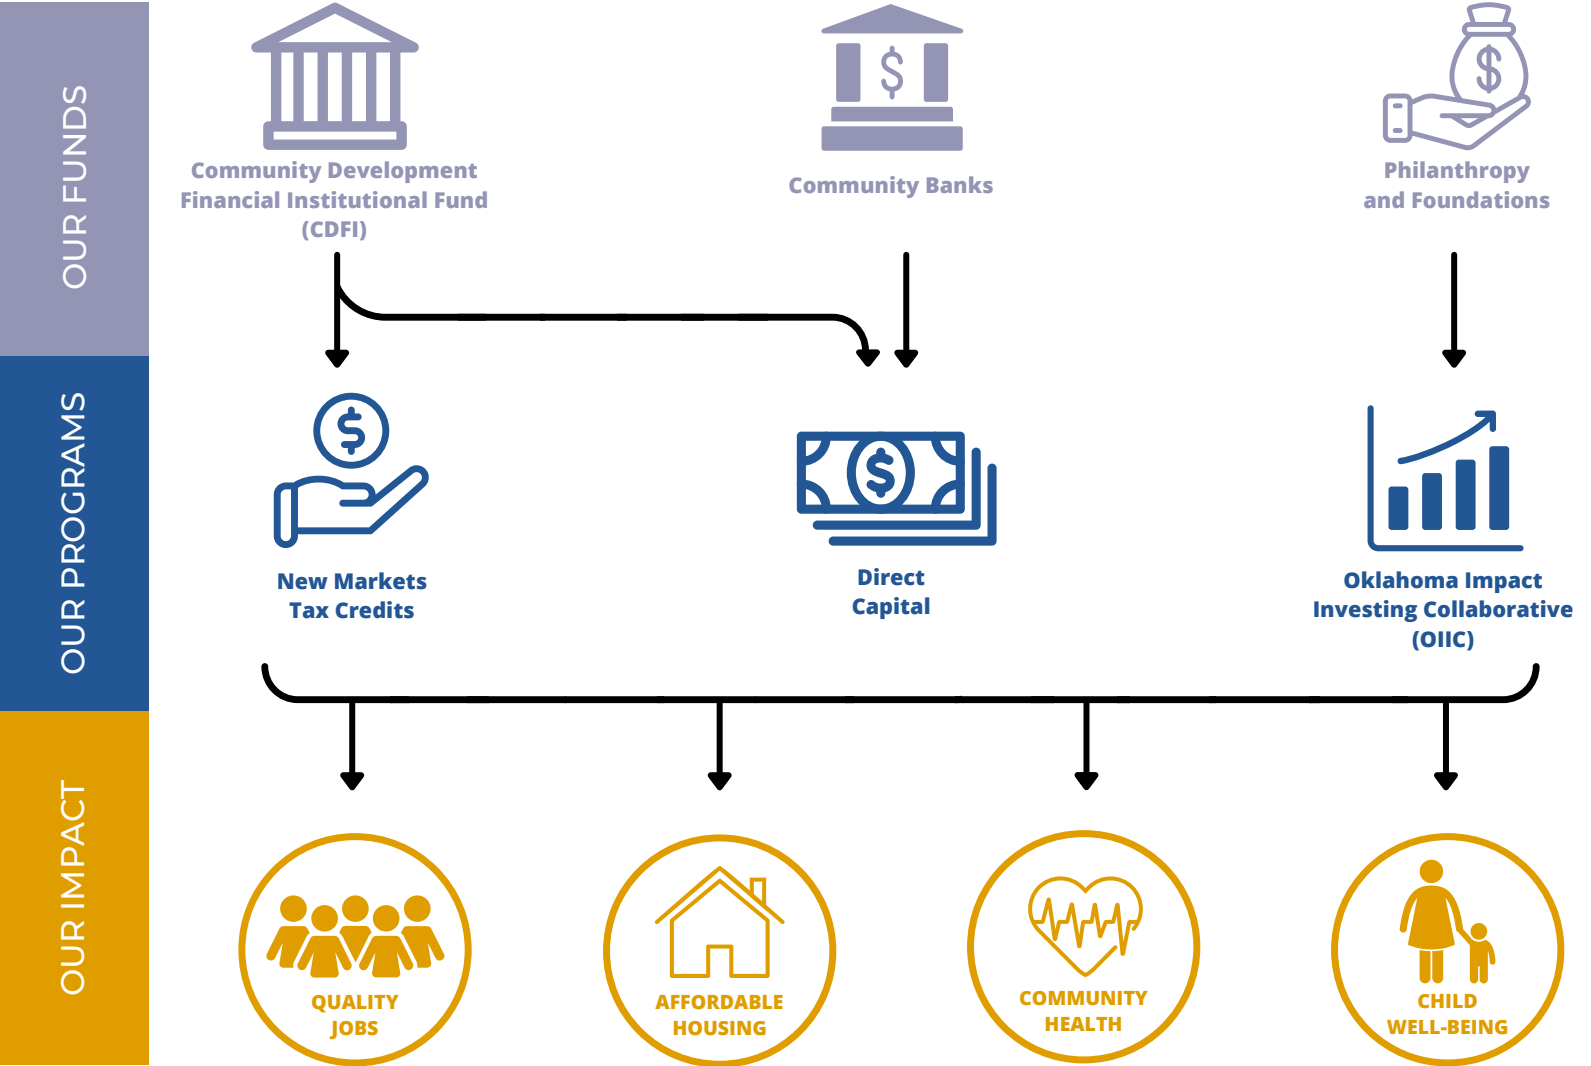 OUR FUNDS
Community Development
Financial Institutional Fund
(CDFI)
Community Banks
Philanthropy
and Foundations
OUR PROGRAMS
New Markets
Tax Credits
Direct
Capital
Oklahoma Impact
Investing Collaborative
(OIIC)
OUR IMPACT
QUALITY
JOBS
AFFORDABLE
HOUSING
COMMUNITY
HEALTH
CHILD
WELL-BEING